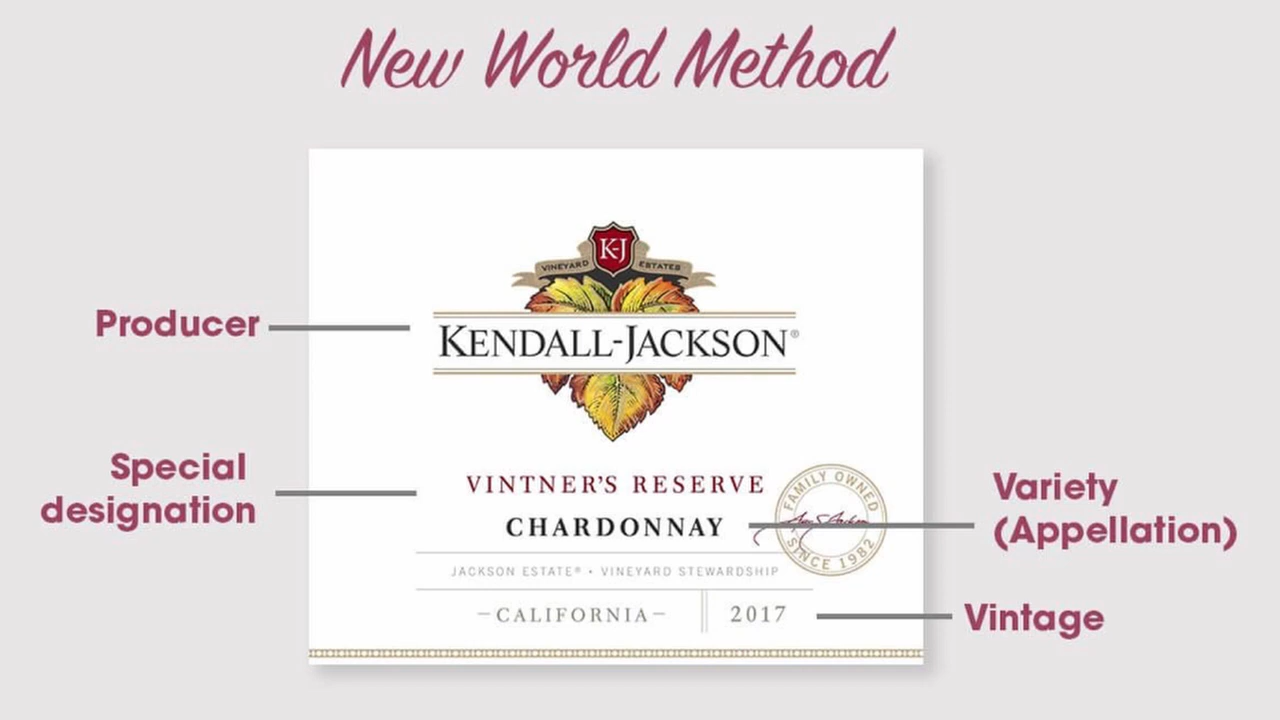 New World Method
K-J
VINEYARD ESTATES
Producer
KENDALL-JACKSON®
Special
designation
VINTNER'S RESERVE
CHARDONNAY
FAMILY OWNED
SINCE 1982
Variety
(Appellation)
JACKSON ESTATE® • VINEYARD STEWARDSHIP
–CALIFORNIA–
2017
Vintage